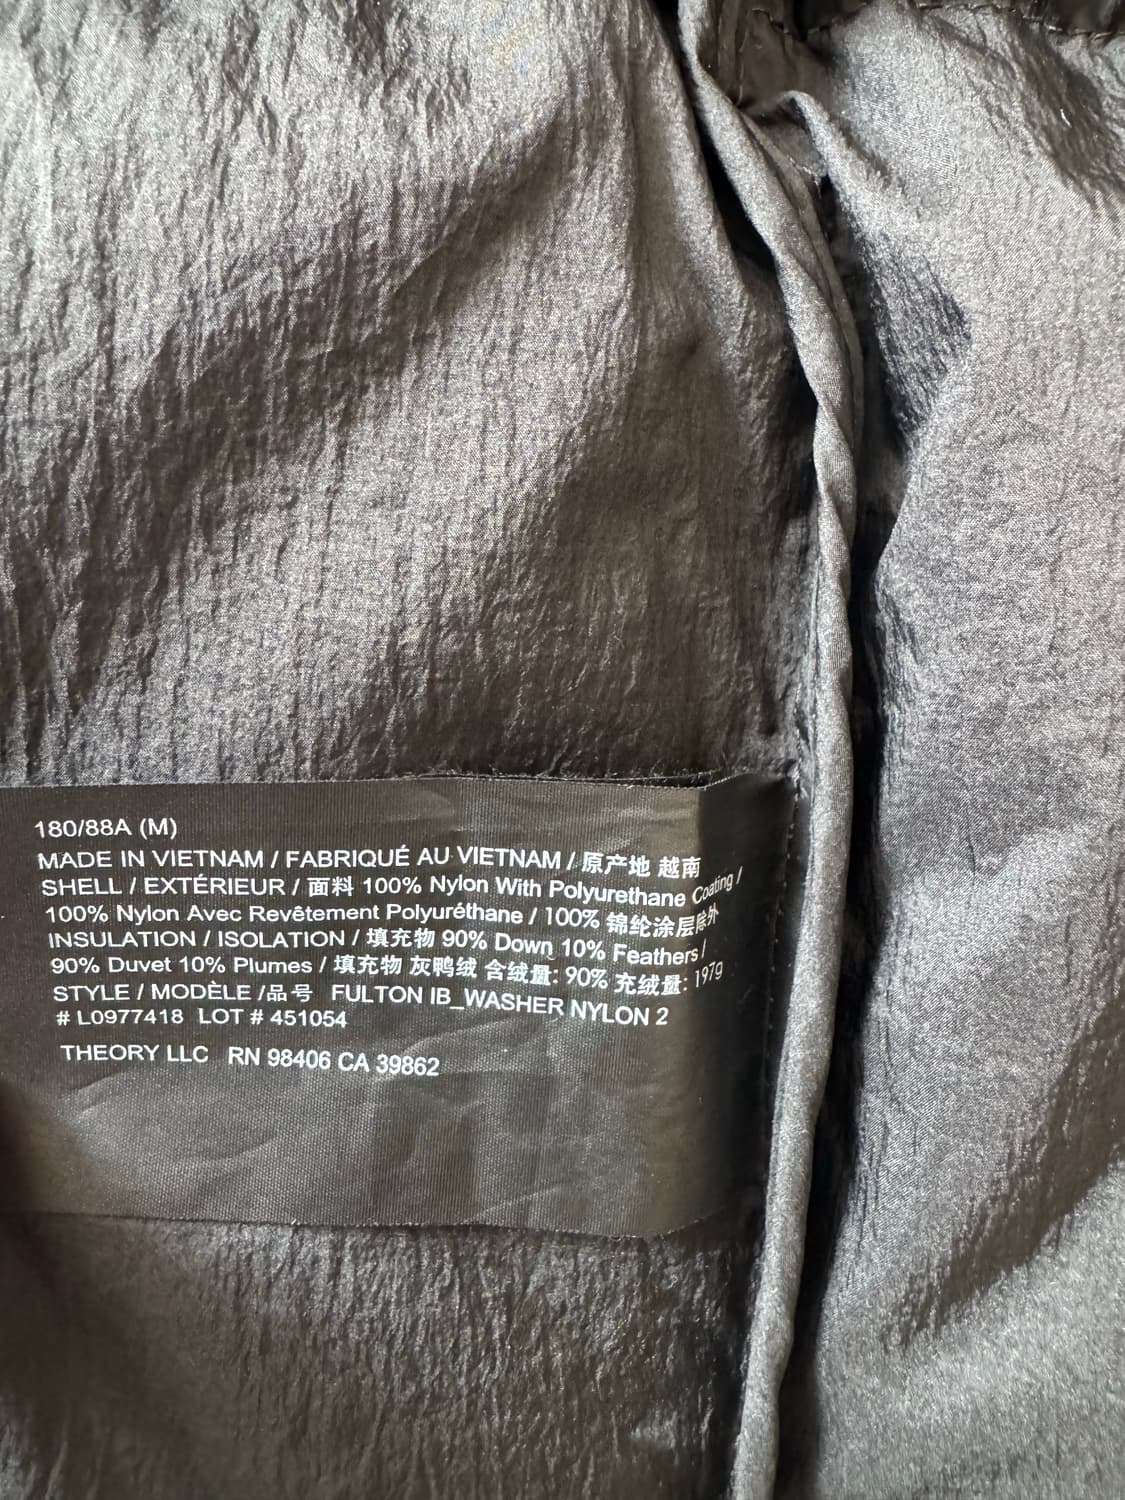 180/88A (M)
MADE IN VIETNAM / FABRIQUÉ AU VIETNAM / 原产地 越南
SHELL / EXTÉRIEUR / 面料 100% Nylon With Polyurethane Coating /
100% Nylon Avec Revêtement Polyuréthane / 100% 锦纶涂层除外
INSULATION / ISOLATION / 填充物 90% Down 10% Feathers /
90% Duvet 10% Plumes / 填充物 灰鸭绒 含绒量: 90% 充绒量: 197g
STYLE / MODÈLE /品号 FULTON IB_WASHER NYLON 2
# L0977418 LOT # 451054
THEORY LLC RN 98406 CA 39862